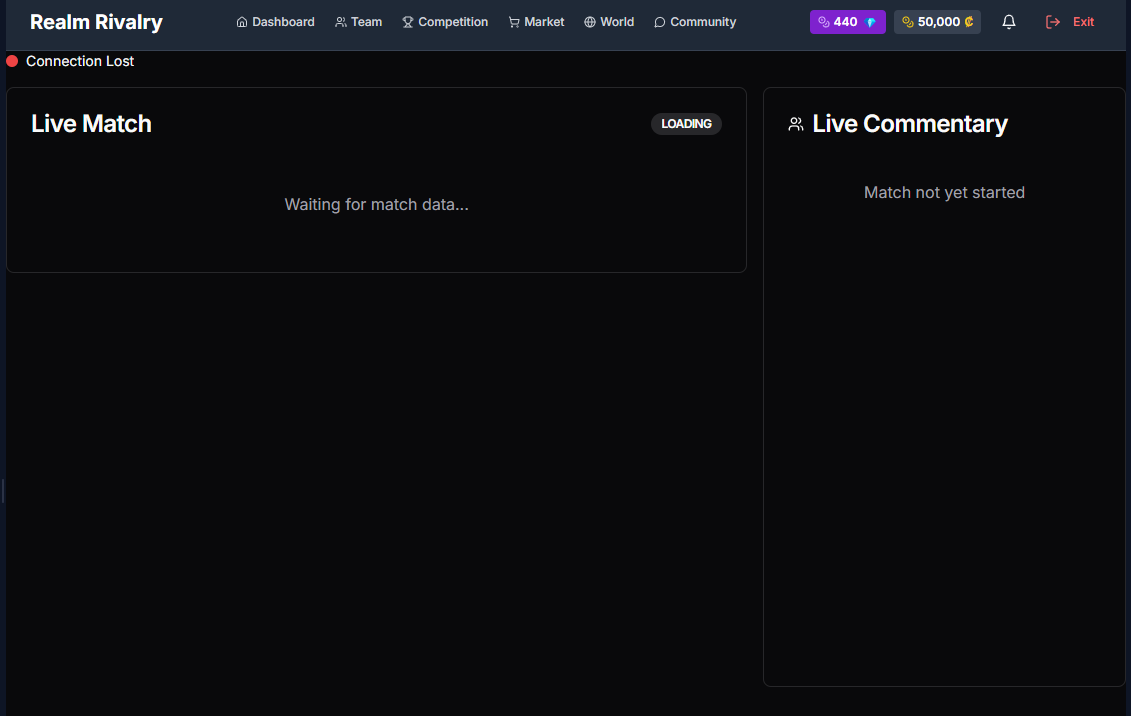 Realm Rivalry Dashboard Team Competition Market World Community 440 50,000 ₡ Exit
Connection Lost
Live Match LOADING
Waiting for match data...
Live Commentary
Match not yet started